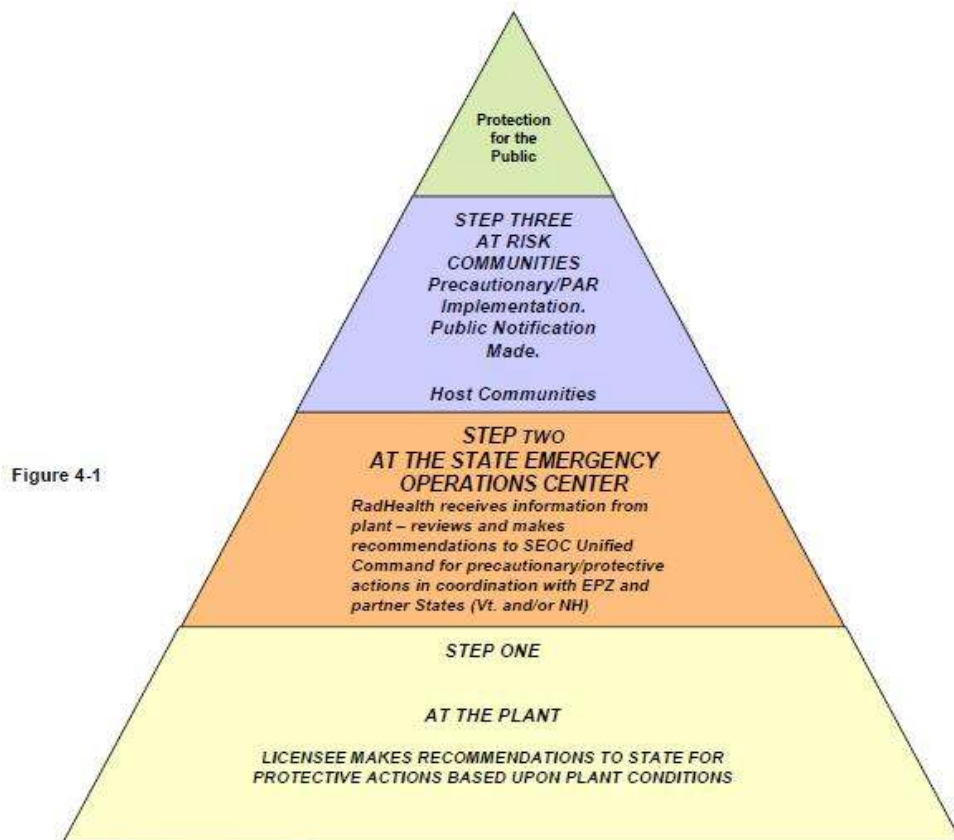 Protection
for the
Public
STEP THREE
AT RISK
COMMUNITIES
Precautionary/PAR
Implementation.
Public Notification
Made.
Host Communities
Figure 4-1
STEP TWO
AT THE STATE EMERGENCY
OPERATIONS CENTER
RadHealth receives information from
plant – reviews and makes
recommendations to SEOC Unified
Command for precautionary/protective
actions in coordination with EPZ and
partner States (Vt. and/or NH)
STEP ONE
AT THE PLANT
LICENSEE MAKES RECOMMENDATIONS TO STATE FOR
PROTECTIVE ACTIONS BASED UPON PLANT CONDITIONS